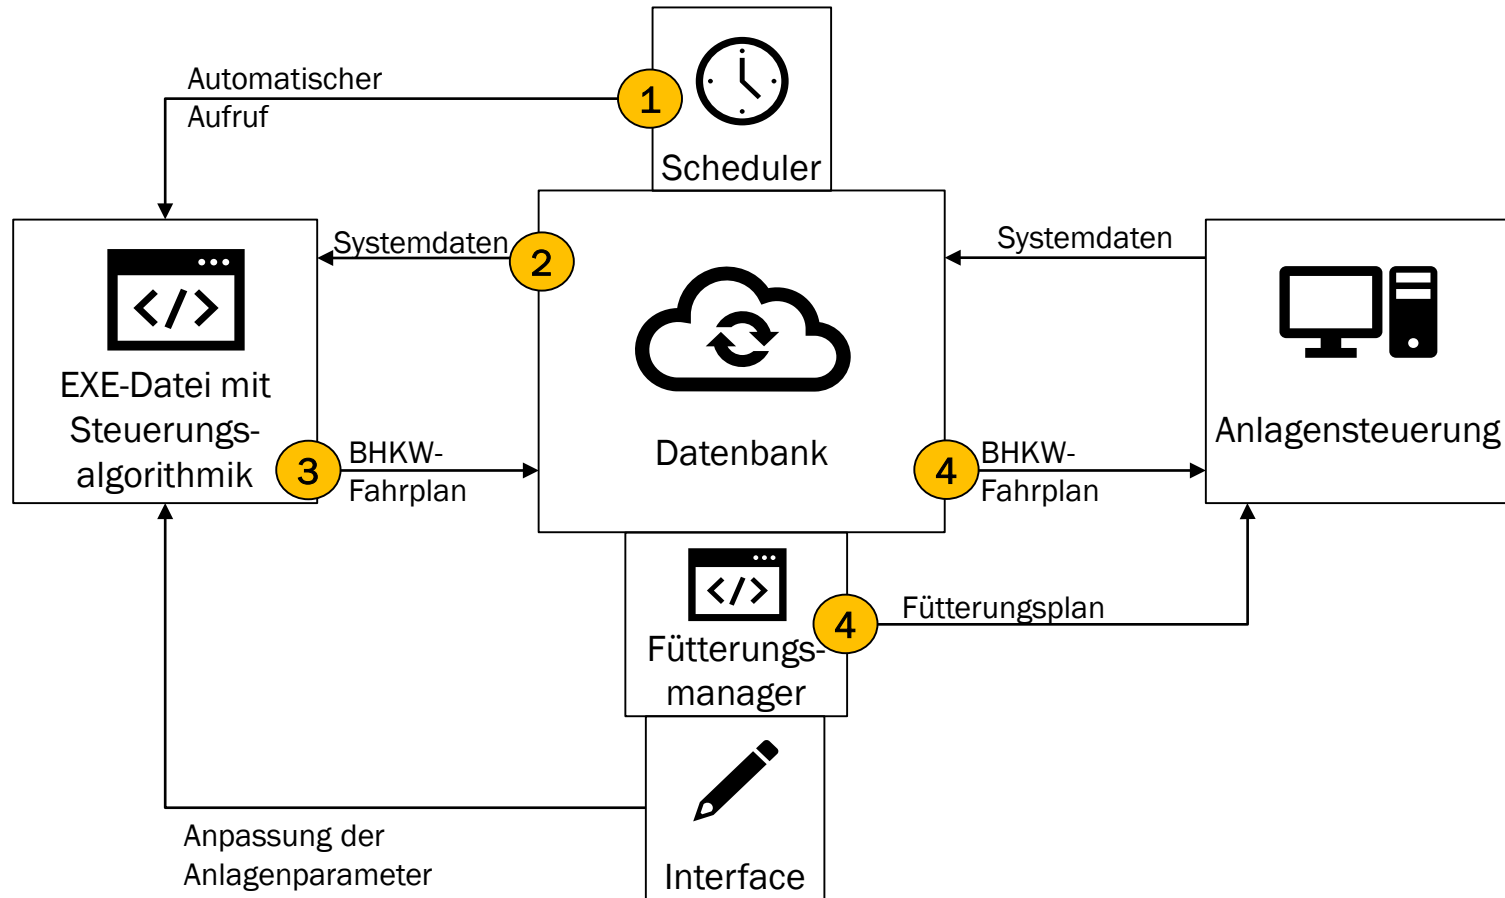 Automatischer
Aufruf
1
Scheduler
Systemdaten
2
Systemdaten
</>
EXE-Datei mit
Steuerungs-
algorithmik
3
BHKW-
Fahrplan
Datenbank
4
BHKW-
Fahrplan
Anlagensteuerung
</>
Fütterungs-
manager
4
Fütterungsplan
Anpassung der
Anlagenparameter
Interface